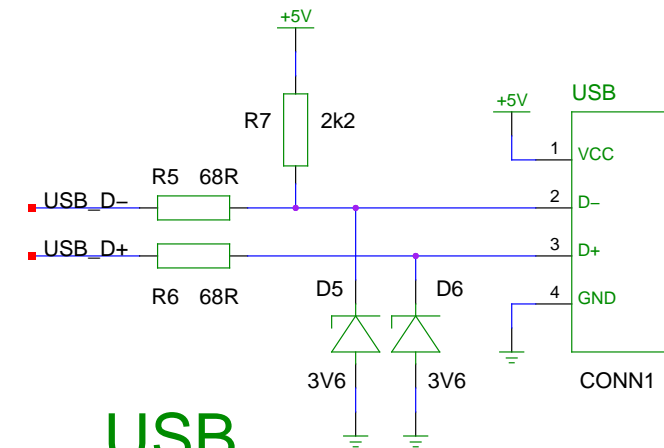 +5V
USB
+5V
R7 2k2
1 VCC
R5 68R
USB_D− 2 D−
USB_D+ 3 D+
R6 68R D5 D6 4 GND
3V6 3V6 CONN1
USB